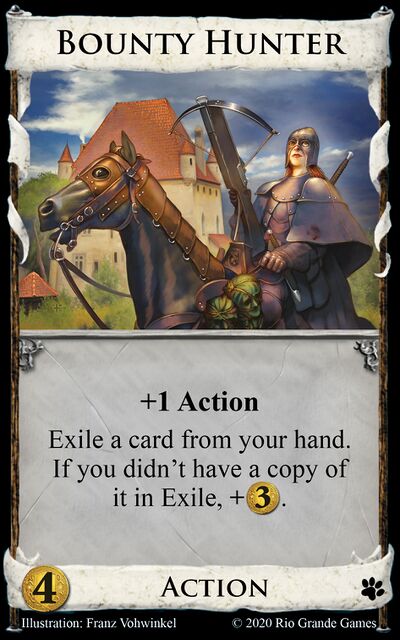 BOUNTY HUNTER
+1 Action
Exile a card from your hand.
If you didn't have a copy of
it in Exile, +3.
4 ACTION
Illustration: Franz Vohwinkel © 2020 Rio Grande Games